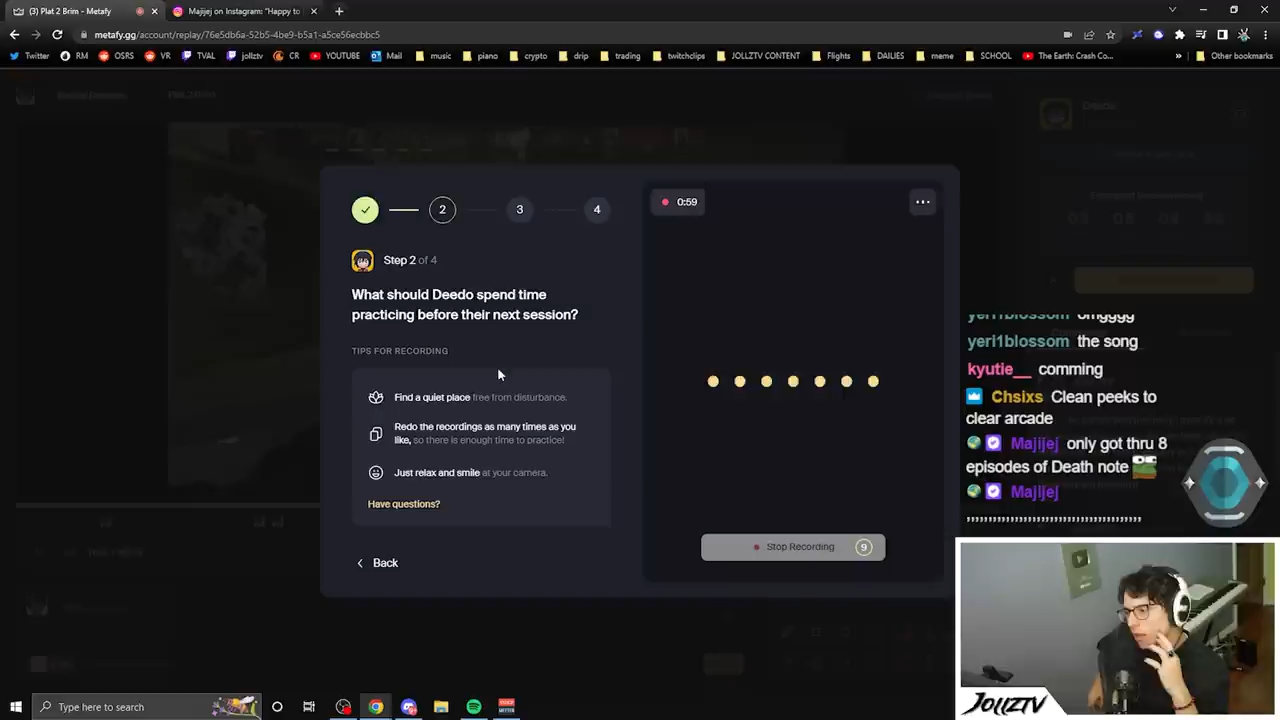 (3) Plat 2 Brim - Metafy
Majijej on Instagram: "Happy to
metafy.gg/account/replay/76e5db6a-52b5-4be9-b5a1-a5ce56ecbbc5
Twitter
RM
OSRS
VR
TVAL
jollztv
CR
YOUTUBE
Mail
music
piano
crypto
drip
trading
twitchclips
JOLLZTV CONTENT
Flights
DAILIES
meme
SCHOOL
The Earth: Crash Co...
»
Other bookmarks
2
3
4
Step 2 of 4
What should Deedo spend time
practicing before their next session?
TIPS FOR RECORDING
Find a quiet place free from disturbance.
Redo the recordings as many times as you
like, so there is enough time to practice!
Just relax and smile at your camera.
Have questions?
Back
0:59
Stop Recording 9
yeri1blossom omgggg
yeri1blossom the song
kyutie__ comming
Chsixs Clean peeks to
clear arcade
Majijej only got thru 8
episodes of Death note
Majijej
,,,,,,,,,,,,,,,,,,,,,,,,,,,,,,,,,,,,
JOLLZTV
Type here to search